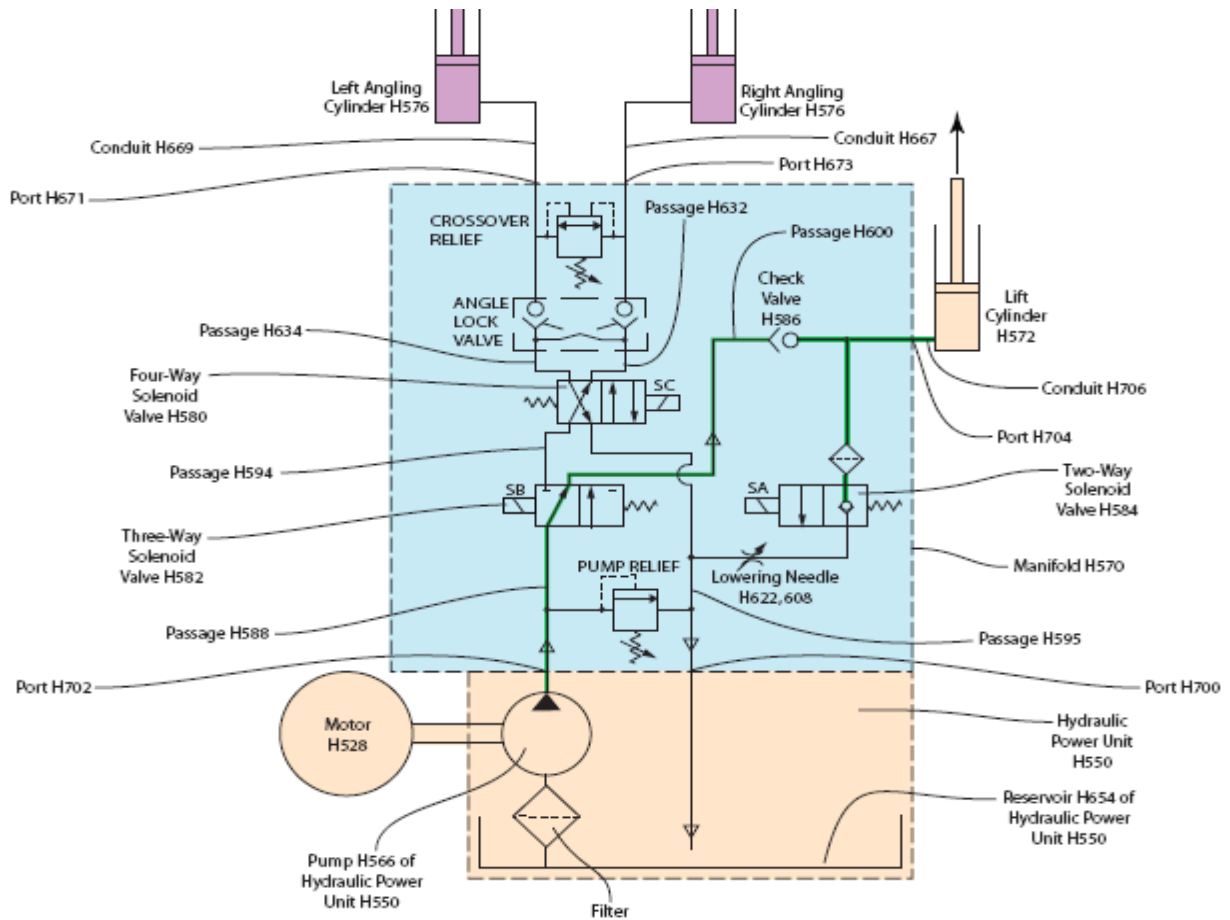 Left Angling
Cylinder H576
Right Angling
Cylinder H576
Conduit H669
Conduit H667
Port H673
Port H671
Passage H632
CROSSOVER
RELIEF
Passage H600
Check
Valve
H586
ANGLE
LOCK
VALVE
Lift
Cylinder
H572
Passage H634
Four-Way
Solenoid
Valve H580
SC
Conduit H706
Port H704
Passage H594
SB
SA
Two-Way
Solenoid
Valve H584
Three-Way
Solenoid
Valve H582
PUMP RELIEF
Lowering Needle
H622,608
Manifold H570
Passage H588
Passage H595
Port H702
Port H700
Motor
H528
Hydraulic
Power Unit
H550
Reservoir H654 of
Hydraulic Power
Unit H550
Pump H566 of
Hydraulic Power
Unit H550
Filter